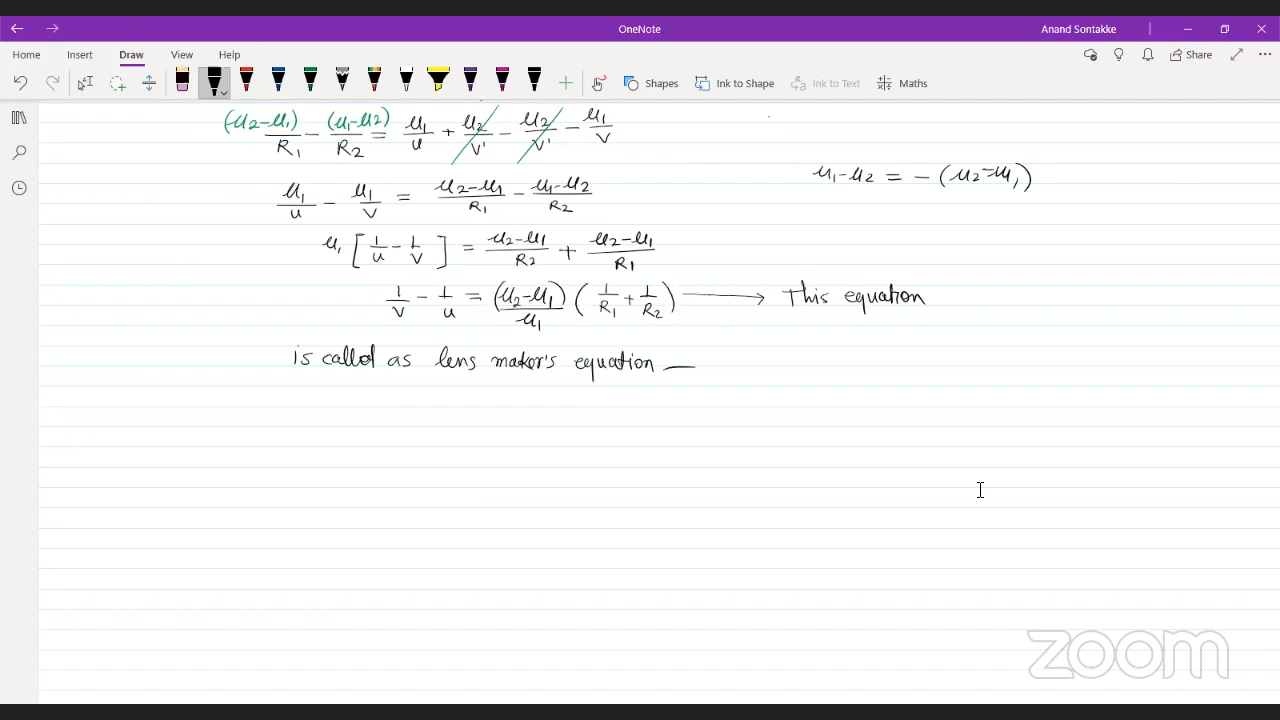 OneNote
Anand Sontakke
Home Insert Draw View Help
Share
Shapes Ink to Shape Ink to Text Maths
(μ2-μ1)/R1 - (μ1-μ2)/R2 = μ1/u + μ2/V' - μ2/V' - μ1/V
μ1-μ2 = -(μ2-μ1)
μ1/u - μ1/V = μ2-μ1/R1 - μ1-μ2/R2
μ1 [1/u - 1/V] = μ2-μ1/R2 + μ2-μ1/R1
1/V - 1/u = (μ2-μ1)/μ1 (1/R1 + 1/R2) ⟶ This equation
is called as lens maker's equation —
zoom